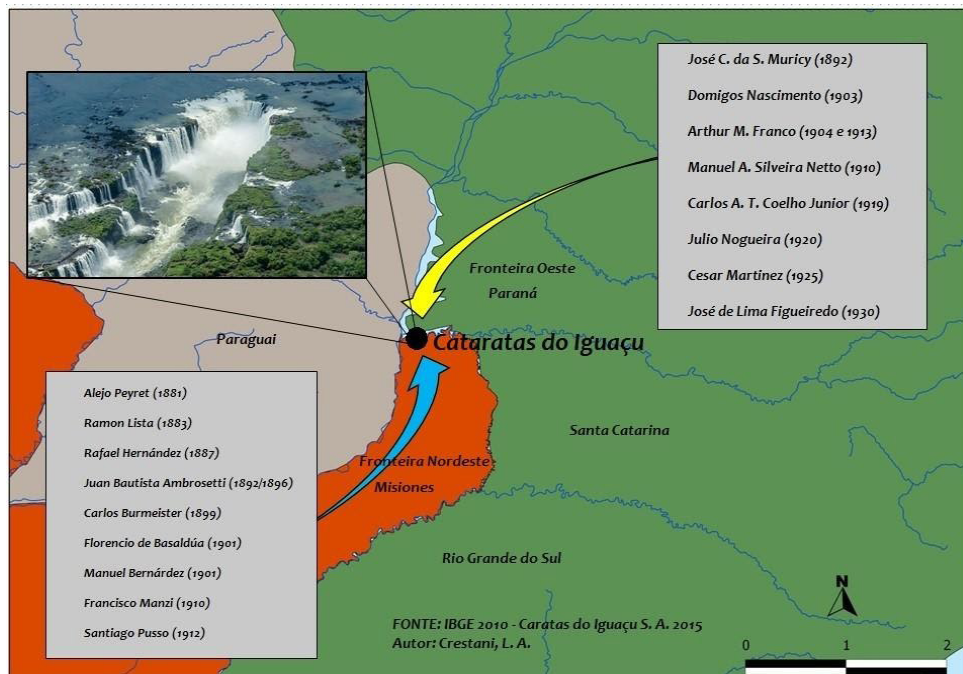 José C. da S. Muricy (1892)
Domigos Nascimento (1903)
Arthur M. Franco (1904 e 1913)
Manuel A. Silveira Netto (1910)
Carlos A. T. Coelho Junior (1919)
Julio Nogueira (1920)
Cesar Martinez (1925)
José de Lima Figueiredo (1930)
Fronteira Oeste
Paraná
Paraguai
Cataratas do Iguaçu
Alejo Peyret (1881)
Ramon Lista (1883)
Rafael Hernández (1887)
Juan Bautista Ambrosetti (1892/1896)
Carlos Burmeister (1899)
Florencio de Basaldúa (1901)
Manuel Bernárdez (1901)
Francisco Manzi (1910)
Santiago Pusso (1912)
Fronteira Nordeste
Misiones
Santa Catarina
Rio Grande do Sul
N
FONTE: IBGE 2010 - Caratas do Iguaçu S. A. 2015
Autor: Crestani, L. A.
0 1 2